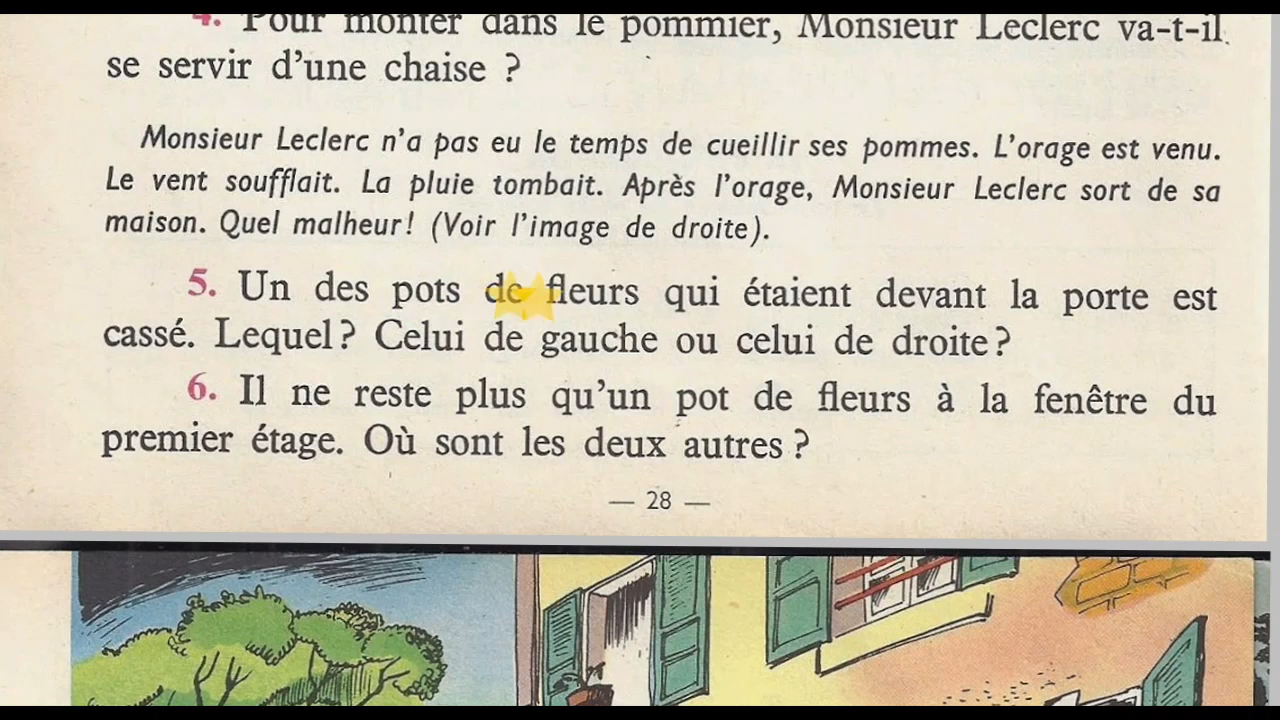 4. Pour monter dans le pommier, Monsieur Leclerc va-t-il
se servir d'une chaise ?
Monsieur Leclerc n'a pas eu le temps de cueillir ses pommes. L'orage est venu.
Le vent soufflait. La pluie tombait. Après l'orage, Monsieur Leclerc sort de sa
maison. Quel malheur! (Voir l'image de droite).
5. Un des pots de fleurs qui étaient devant la porte est
cassé. Lequel? Celui de gauche ou celui de droite?
6. Il ne reste plus qu'un pot de fleurs à la fenêtre du
premier étage. Où sont les deux autres?
— 28 —